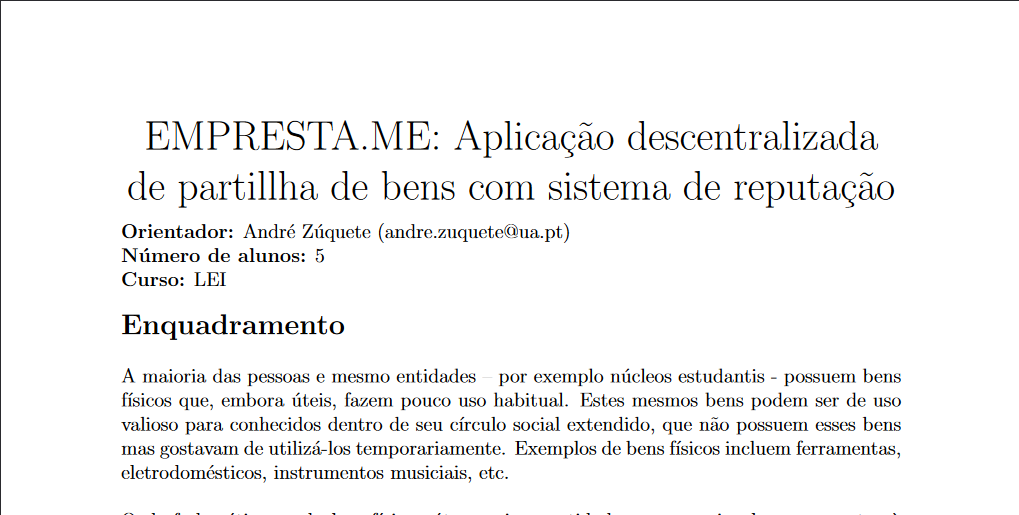 EMPRESTA.ME: Aplicação descentralizada
de partillha de bens com sistema de reputação
Orientador: André Zúquete (andre.zuquete@ua.pt)
Número de alunos: 5
Curso: LEI
Enquadramento
A maioria das pessoas e mesmo entidades – por exemplo núcleos estudantis - possuem bens
físicos que, embora úteis, fazem pouco uso habitual. Estes mesmos bens podem ser de uso
valioso para conhecidos dentro de seu círculo social extendido, que não possuem esses bens
mas gostavam de utilizá-los temporariamente. Exemplos de bens físicos incluem ferramentas,
eletrodomésticos, instrumentos musiciais, etc.